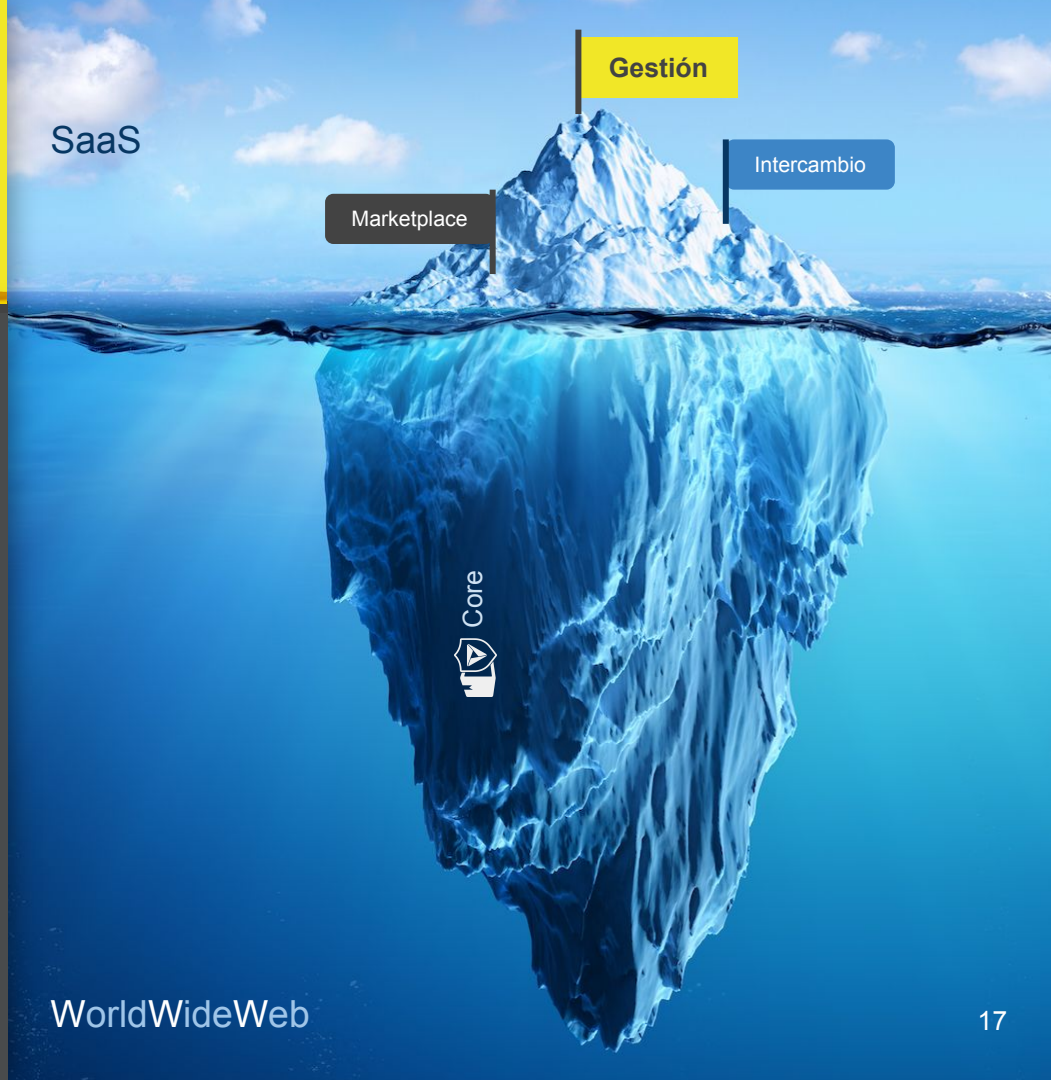 Gestión
SaaS
Intercambio
Marketplace
Core
WorldWideWeb
17